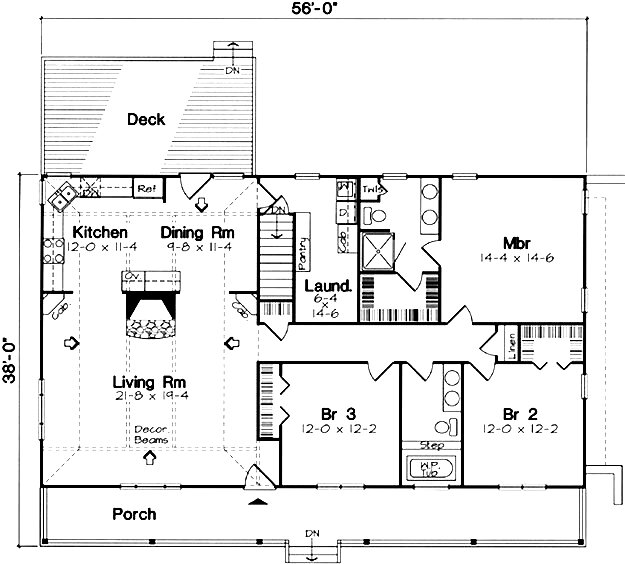 56'-0"
DN
Deck
Ref
DN
W
Twl
D
Kitchen
12-0 x 11-4
Dining Rm
9-8 x 11-4
Pantry
Cab
Mbr
14-4 x 14-6
Ov
Laund.
6-4
x
14-6
38'-0"
Linen
Living Rm
21-8 x 19-4
Br 3
12-0 x 12-2
Br 2
12-0 x 12-2
Decor
Beams
Step
W.P.
Tub
Porch
DN